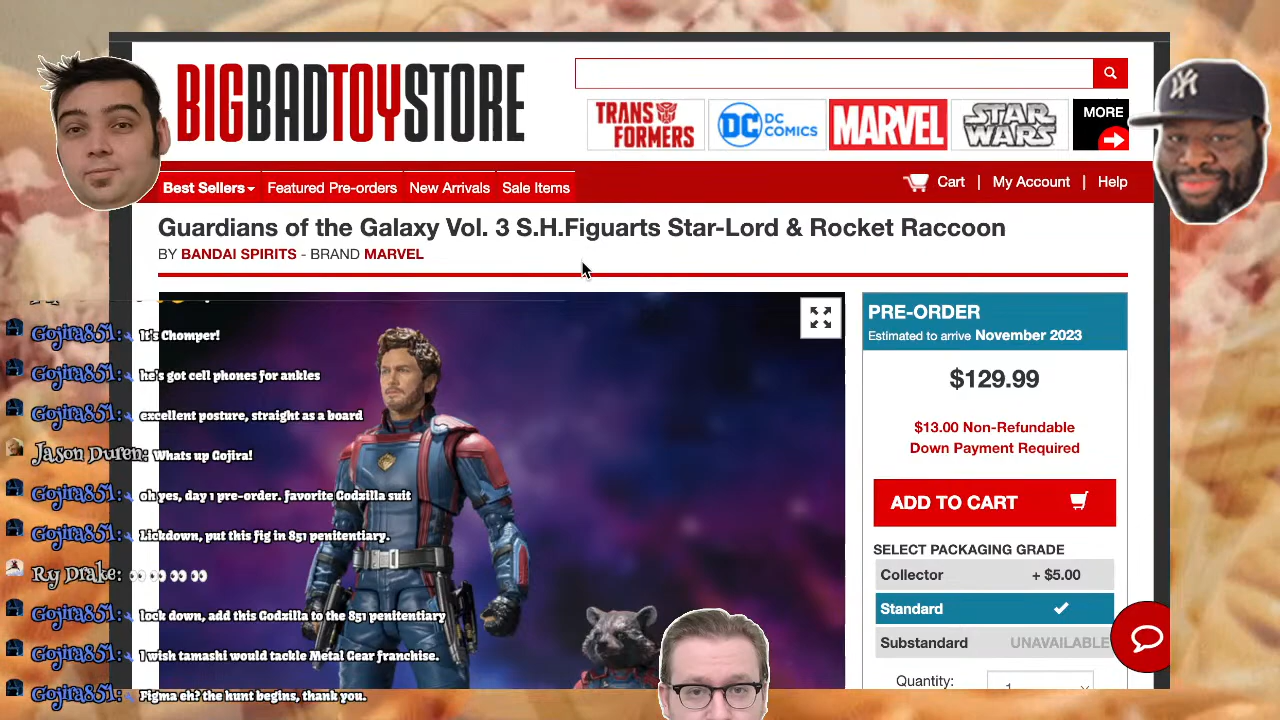 BIGBADTOYSTORE
TRANSFORMERS
DC
DC COMICS
MARVEL
STAR WARS
MORE
Best Sellers
Featured Pre-orders
New Arrivals
Sale Items
Cart | My Account | Help
Guardians of the Galaxy Vol. 3 S.H.Figuarts Star-Lord & Rocket Raccoon
BY BANDAI SPIRITS - BRAND MARVEL
Gojira851: It's Chomper!
Gojira851: he's got cell phones for ankles
Gojira851: excellent posture, straight as a board
Jason Duren: Whats up Gojira!
Gojira851: oh yes, day 1 pre-order. favorite Godzilla suit
Gojira851: Lickdown, put this fig in 851 penitentiary.
Ry Drake: 👀 👀 👀 👀
Gojira851: lock down, add this Godzilla to the 851 penitentiary
Gojira851: I wish tamashi would tackle Metal Gear franchise.
Gojira851: Figma eh? the hunt begins, thank you.
PRE-ORDER
Estimated to arrive November 2023
$129.99
$13.00 Non-Refundable
Down Payment Required
ADD TO CART
SELECT PACKAGING GRADE
Collector + $5.00
Standard
Substandard UNAVAILABLE
Quantity: 1